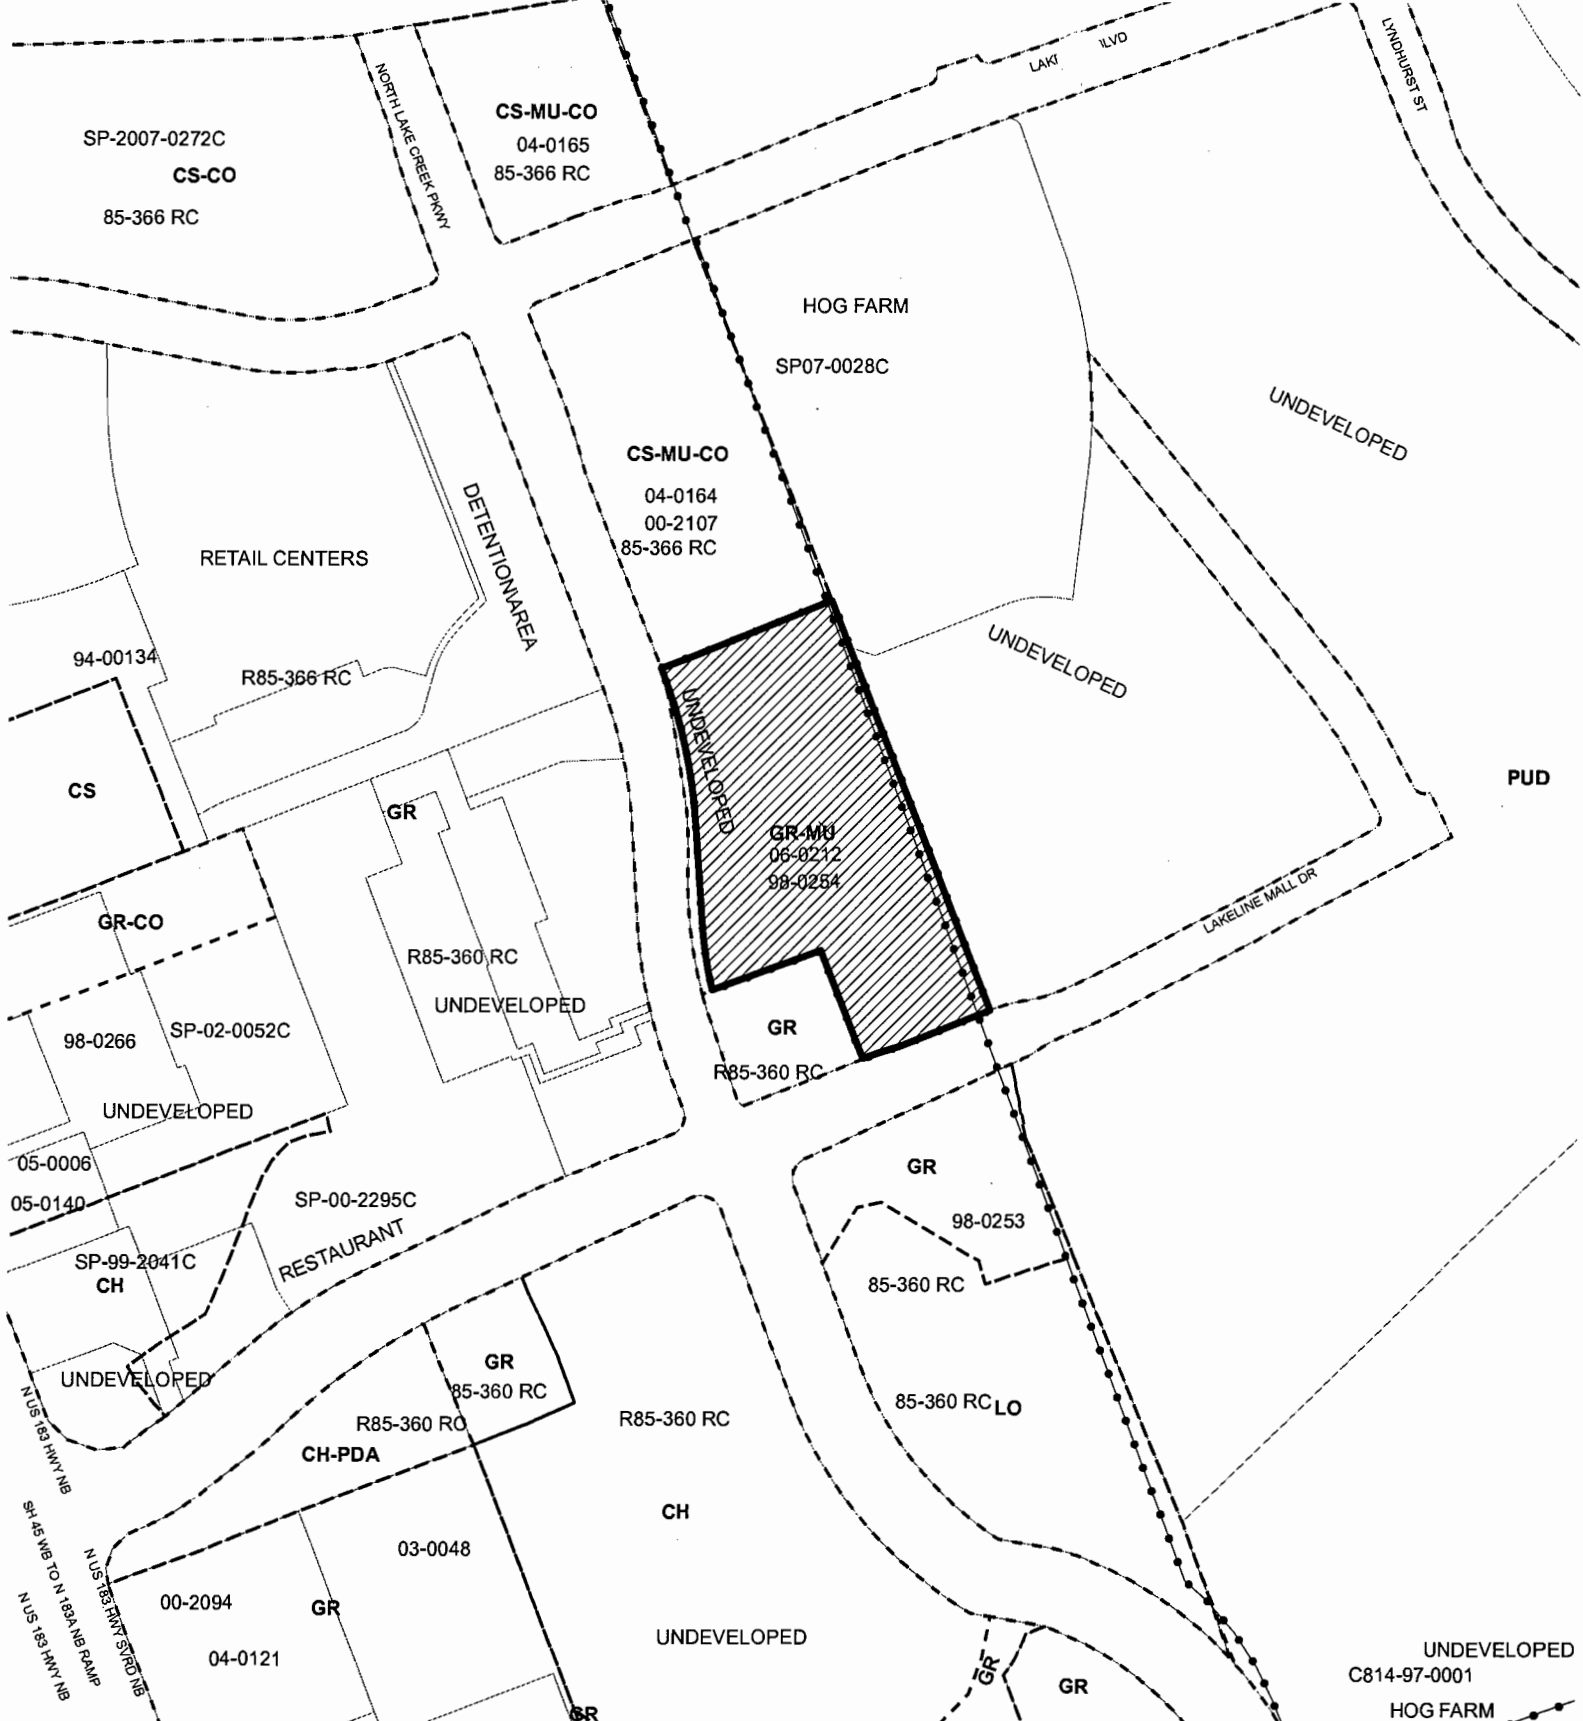 LAKE
BLVD
LYNDHURST ST
NORTH LAKE CREEK PKWY
CS-MU-CO
04-0165
85-366 RC
SP-2007-0272C
CS-CO
85-366 RC
HOG FARM
SP07-0028C
UNDEVELOPED
CS-MU-CO
04-0164
00-2107
85-366 RC
DETENTION AREA
RETAIL CENTERS
94-00134
R85-366 RC
UNDEVELOPED
UNDEVELOPED
CS
GR
PUD
GR-MU
06-0212
98-0254
LAKELINE MALL DR
GR-CO
R85-360 RC
UNDEVELOPED
98-0266
SP-02-0052C
GR
R85-360 RC
UNDEVELOPED
05-0006
05-0140
SP-00-2295C
RESTAURANT
GR
98-0253
SP-99-2041C
CH
85-360 RC
UNDEVELOPED
GR
85-360 RC
R85-360 RC
CH-PDA
R85-360 RC
85-360 RC
LO
N US 183 HWY NB
SH 45 WB TO N 183A NB RAMP
N US 183 HWY SVRD NB
N US 183 HWY NB
CH
03-0048
00-2094
GR
04-0121
UNDEVELOPED
GR
GR
GR
UNDEVELOPED
C814-97-0001
HOG FARM